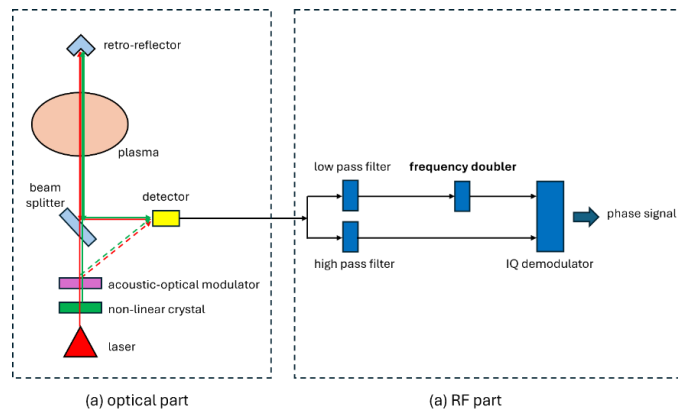 retro-reflector
plasma
beam
splitter
detector
acoustic-optical modulator
non-linear crystal
laser
(a) optical part
low pass filter
frequency doubler
high pass filter
IQ demodulator
phase signal
(a) RF part